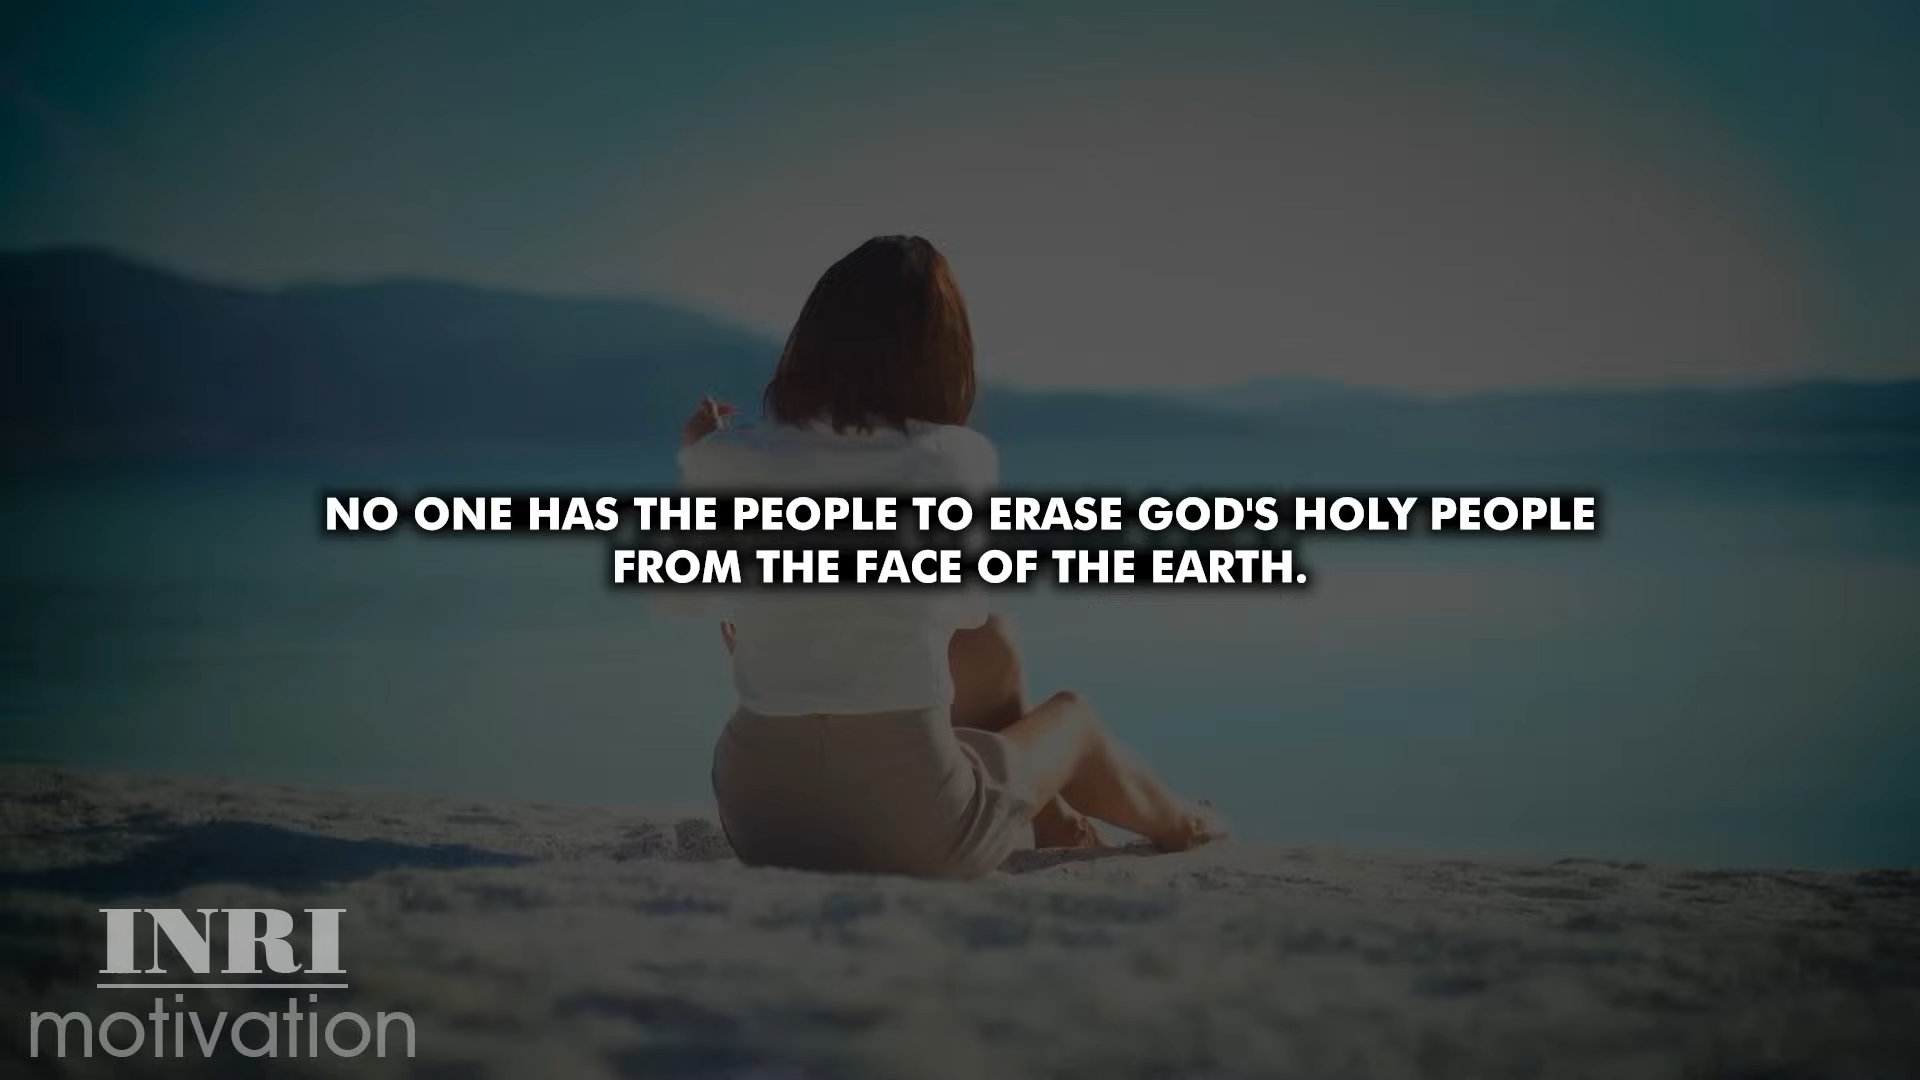 NO ONE HAS THE PEOPLE TO ERASE GOD'S HOLY PEOPLE
FROM THE FACE OF THE EARTH.
INRI
motivation